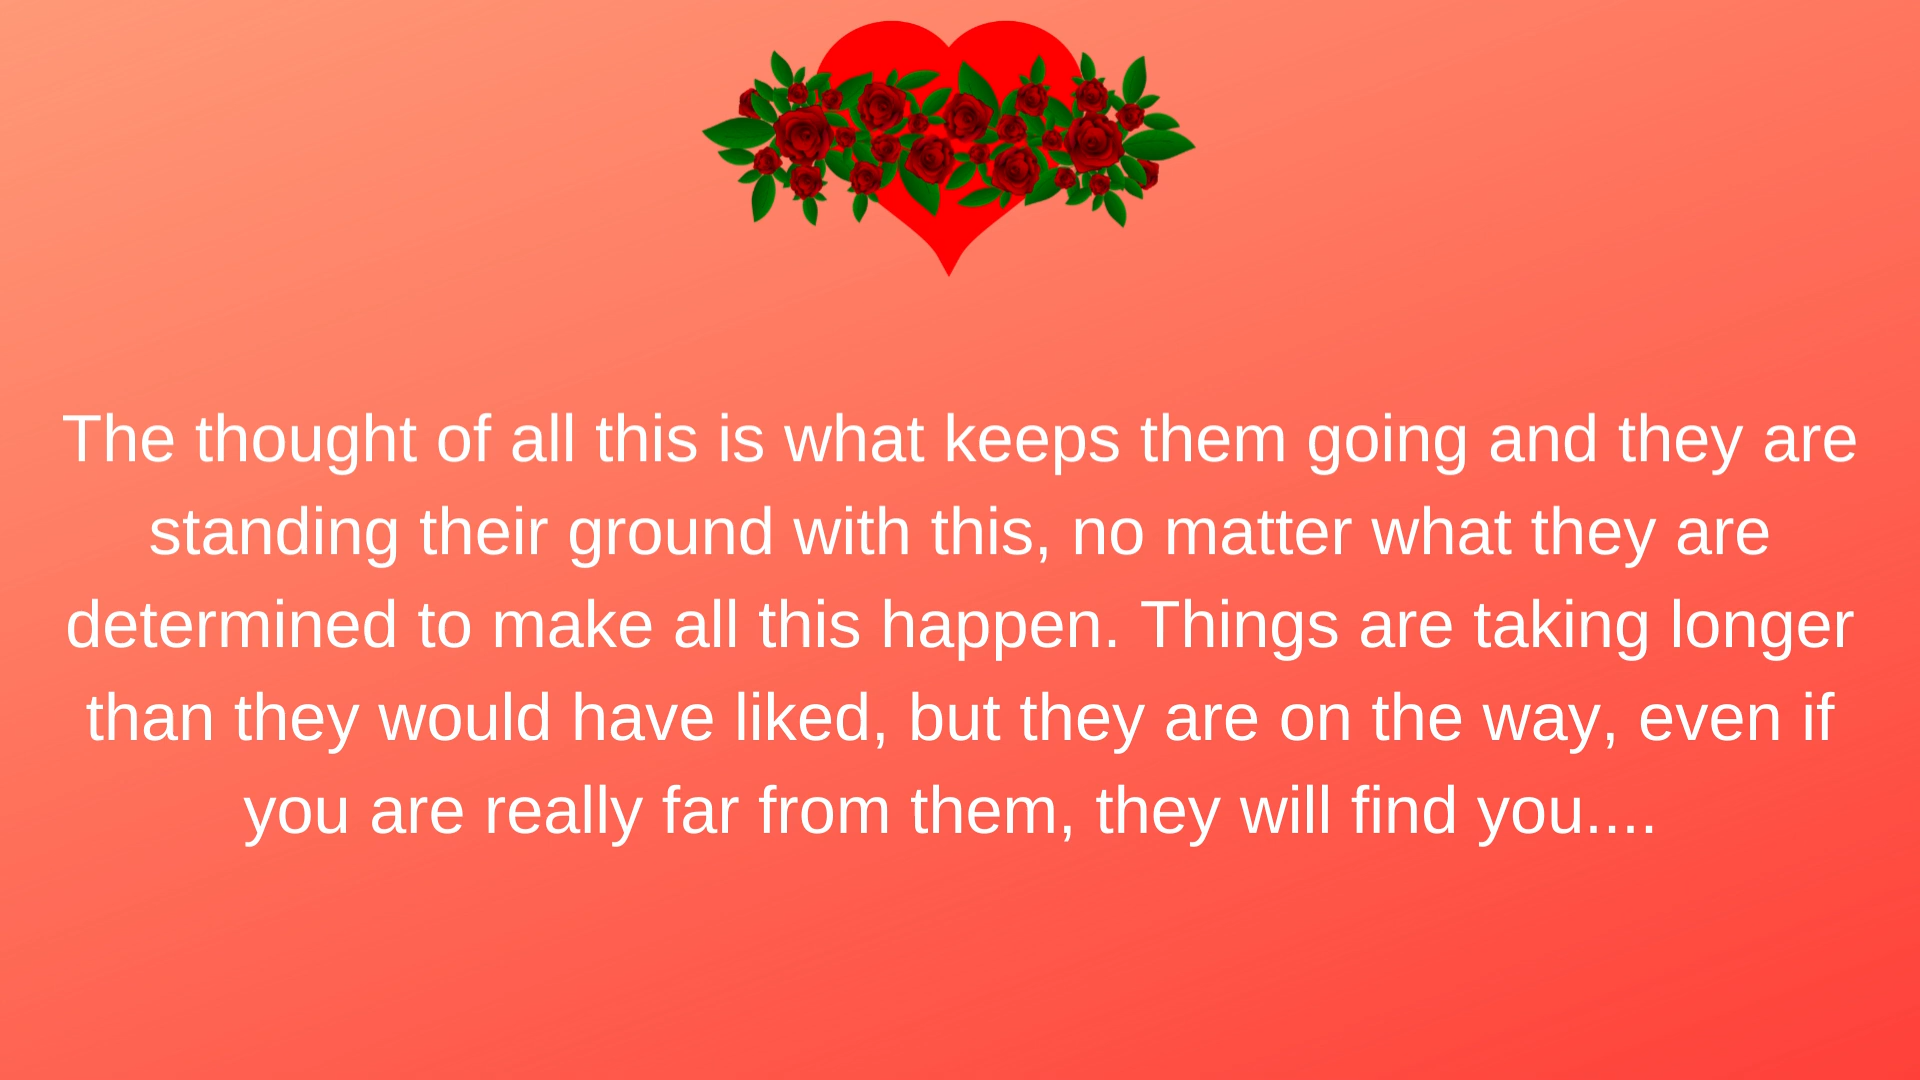 The thought of all this is what keeps them going and they are
standing their ground with this, no matter what they are
determined to make all this happen. Things are taking longer
than they would have liked, but they are on the way, even if
you are really far from them, they will find you....